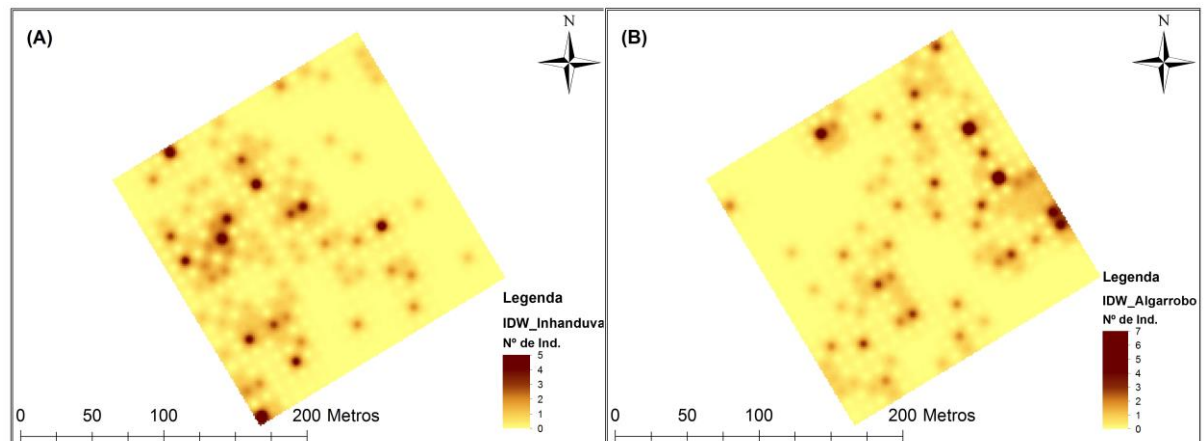 (A)
N
Legenda
IDW_Inhanduva
Nº de Ind.
5
4
3
2
1
0
0 50 100 200 Metros
(B)
N
Legenda
IDW_Algarrobo
Nº de Ind.
7
6
5
4
3
2
1
0
0 50 100 200 Metros